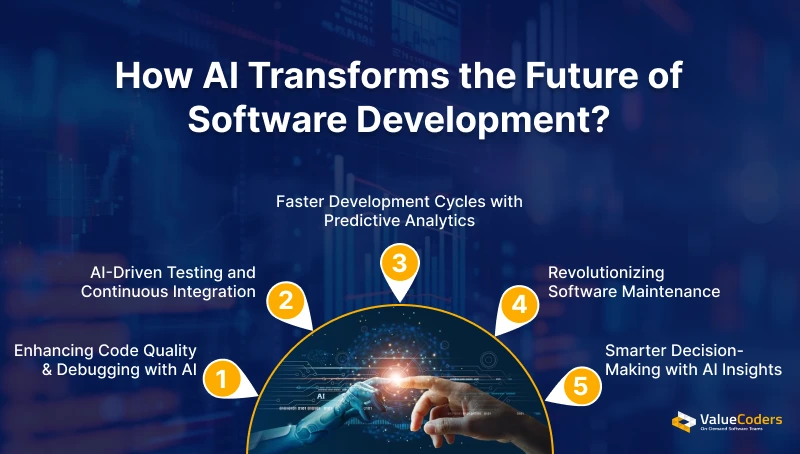 How AI Transforms the Future of
Software Development?
Faster Development Cycles with
Predictive Analytics
3
AI-Driven Testing and
Continuous Integration
2
4
Revolutionizing
Software Maintenance
Enhancing Code Quality
& Debugging with AI
1
5
Smarter Decision-
Making with AI Insights
AI
ValueCoders
On Demand Software Teams